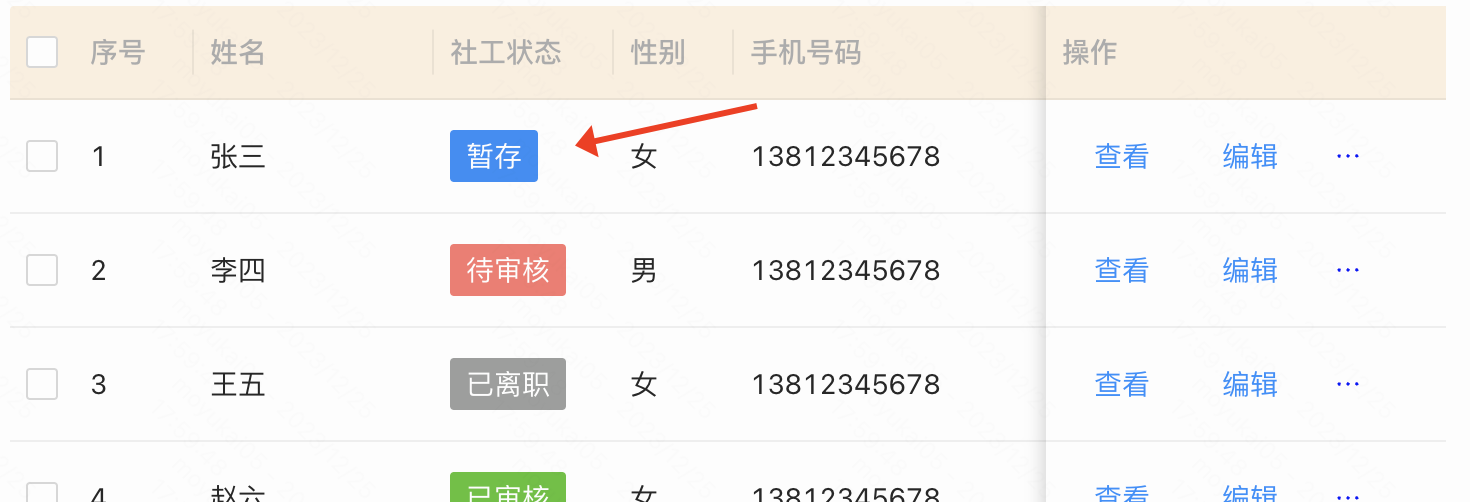 序号 姓名 社工状态 性别 手机号码 操作
1 张三 暂存 女 13812345678 查看 编辑 ···
2 李四 待审核 男 13812345678 查看 编辑 ···
3 王五 已离职 女 13812345678 查看 编辑 ···
4 赵六 已审核 女 13812345678 查看 编辑 ···